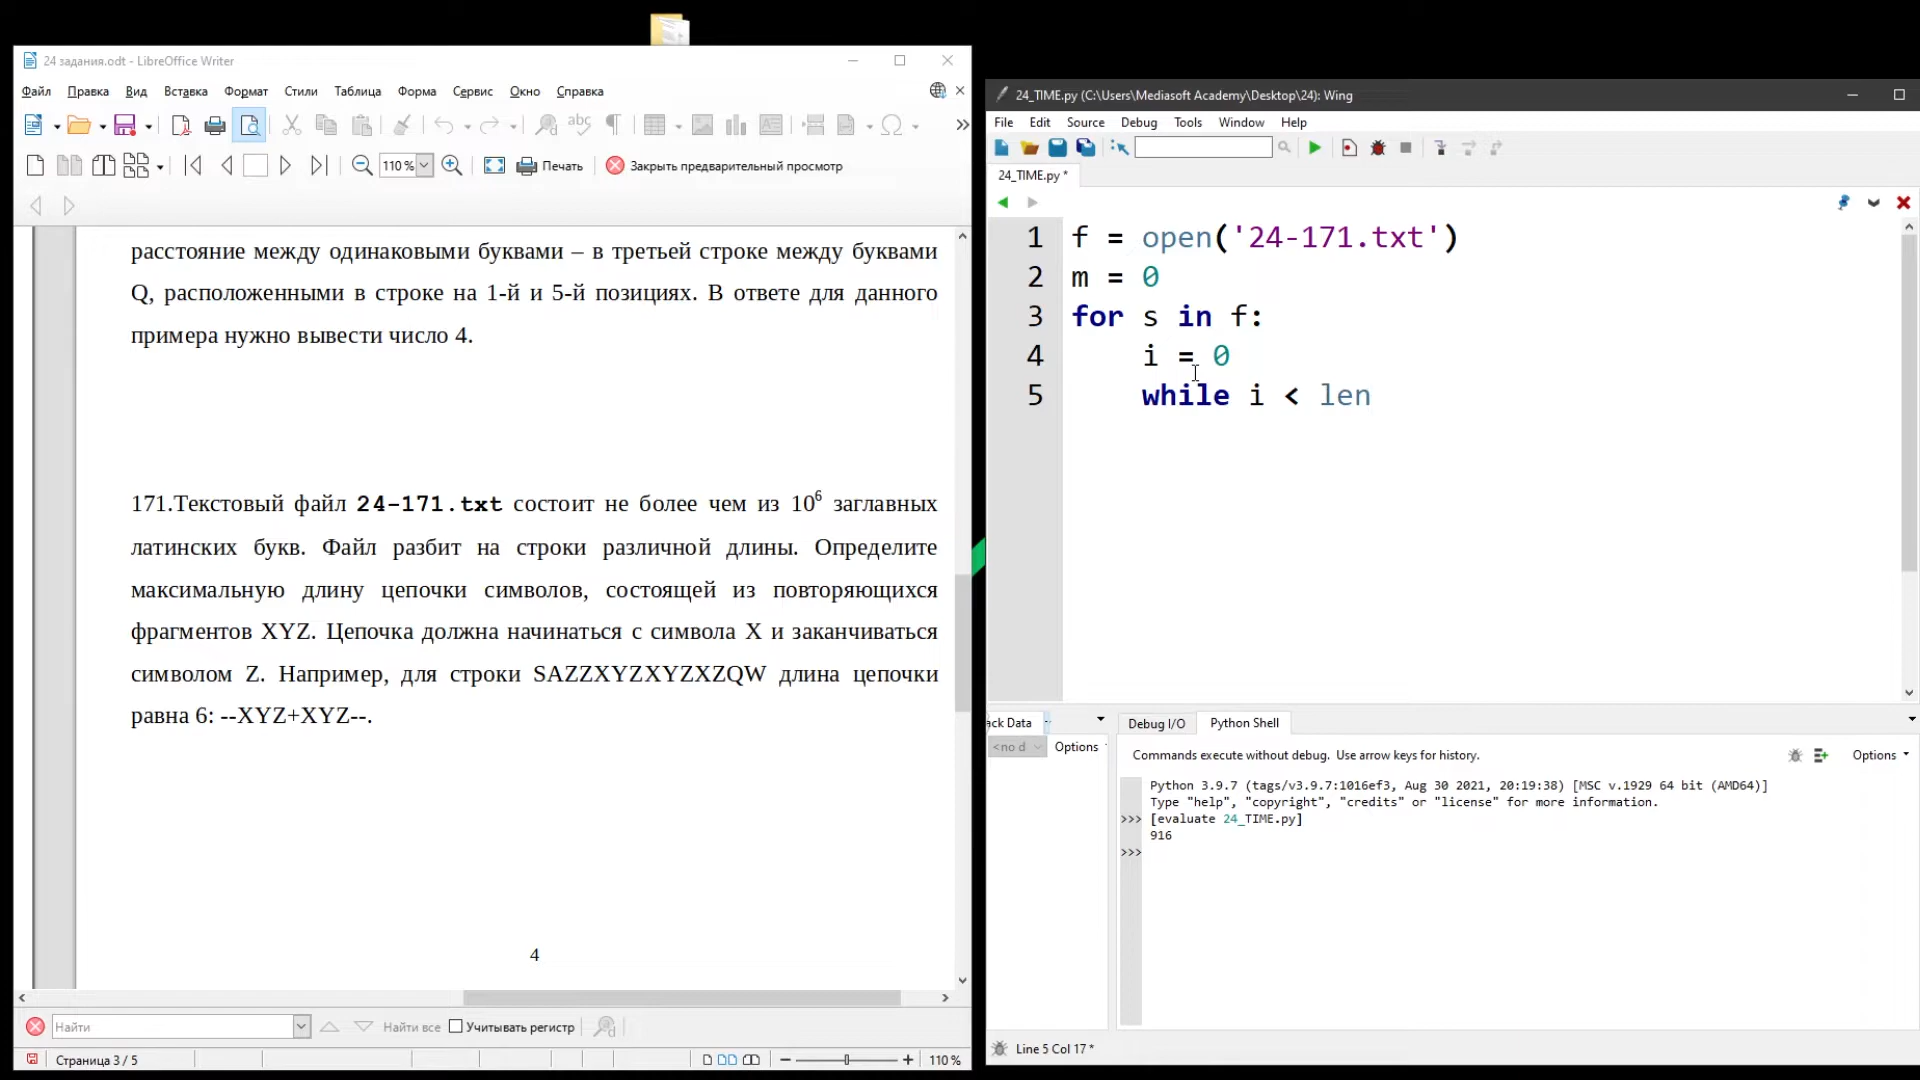 24 задания.odt - LibreOffice Writer
Файл Правка Вид Вставка Формат Стили Таблица Форма Сервис Окно Справка
110 % Печать Закрыть предварительный просмотр
расстояние между одинаковыми буквами – в третьей строке между буквами
Q, расположенными в строке на 1-й и 5-й позициях. В ответе для данного
примера нужно вывести число 4.
171.Текстовый файл 24-171.txt состоит не более чем из 10⁶ заглавных
латинских букв. Файл разбит на строки различной длины. Определите
максимальную длину цепочки символов, состоящей из повторяющихся
фрагментов XYZ. Цепочка должна начинаться с символа X и заканчиваться
символом Z. Например, для строки SAZZXYZXYZXZQW длина цепочки
равна 6: --XYZ+XYZ--.
4
Найти Найти все Учитывать регистр
Страница 3 / 5 110 %
24_TIME.py (C:\Users\Mediasoft Academy\Desktop\24): Wing
File Edit Source Debug Tools Window Help
24_TIME.py *
1 f = open('24-171.txt')
2 m = 0
3 for s in f:
4 i = 0
5 while i < len
ack Data Debug I/O Python Shell
<no d Options
Commands execute without debug. Use arrow keys for history. Options
Python 3.9.7 (tags/v3.9.7:1016ef3, Aug 30 2021, 20:19:38) [MSC v.1929 64 bit (AMD64)]
Type "help", "copyright", "credits" or "license" for more information.
>>> [evaluate 24_TIME.py]
916
>>>
Line 5 Col 17 *